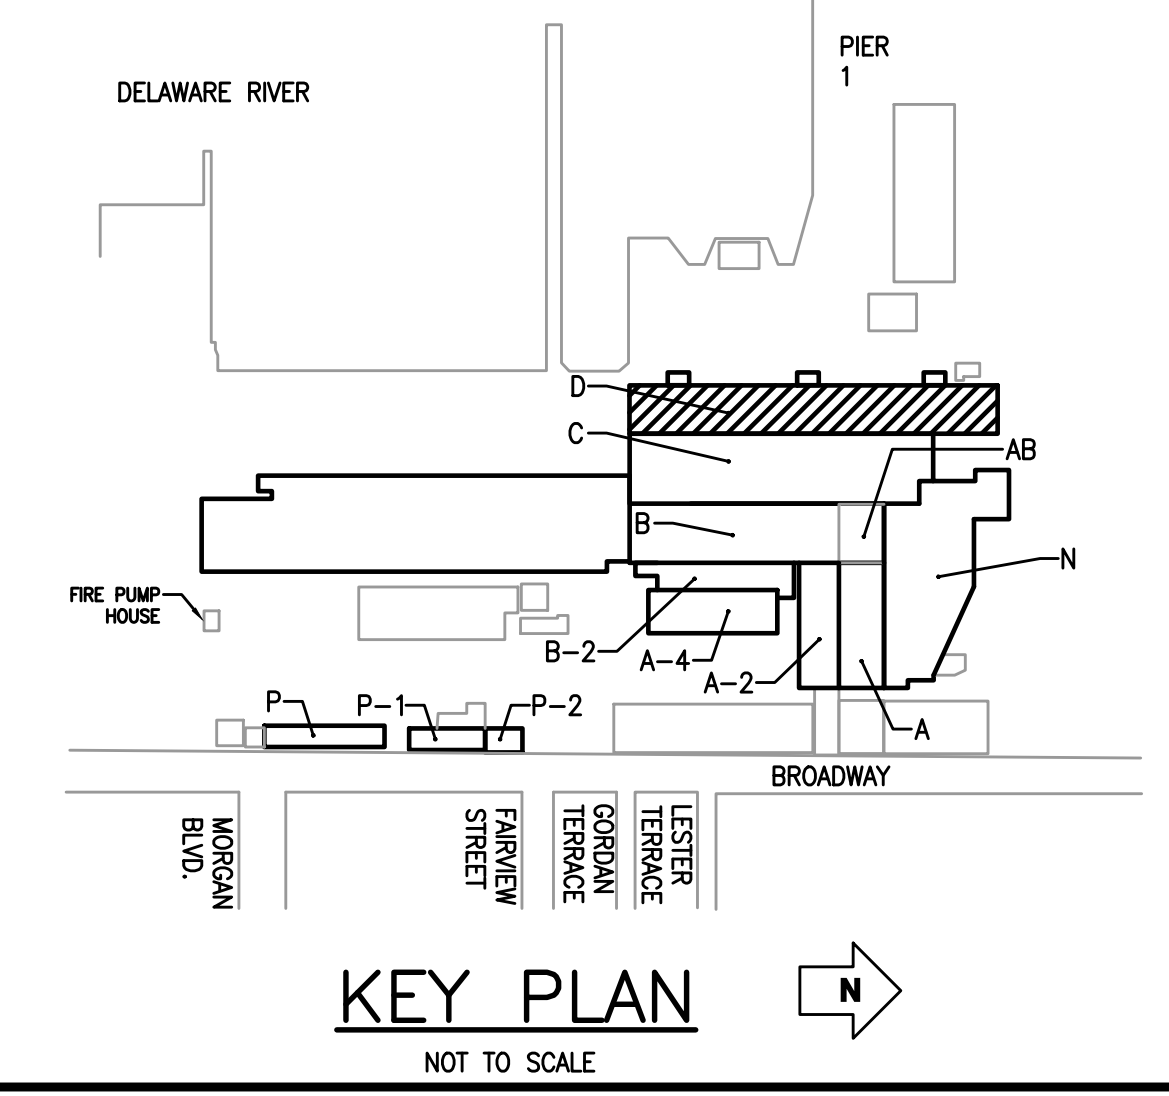 PIER
1
DELAWARE RIVER
D
C
AB
B
N
FIRE PUMP
HOUSE
B-2
A-4
A-2
P
P-1
P-2
A
BROADWAY
MORGAN
BLVD.
FAIRVIEW
STREET
GORDAN
TERRACE
LESTER
TERRACE
KEY PLAN
N
NOT TO SCALE